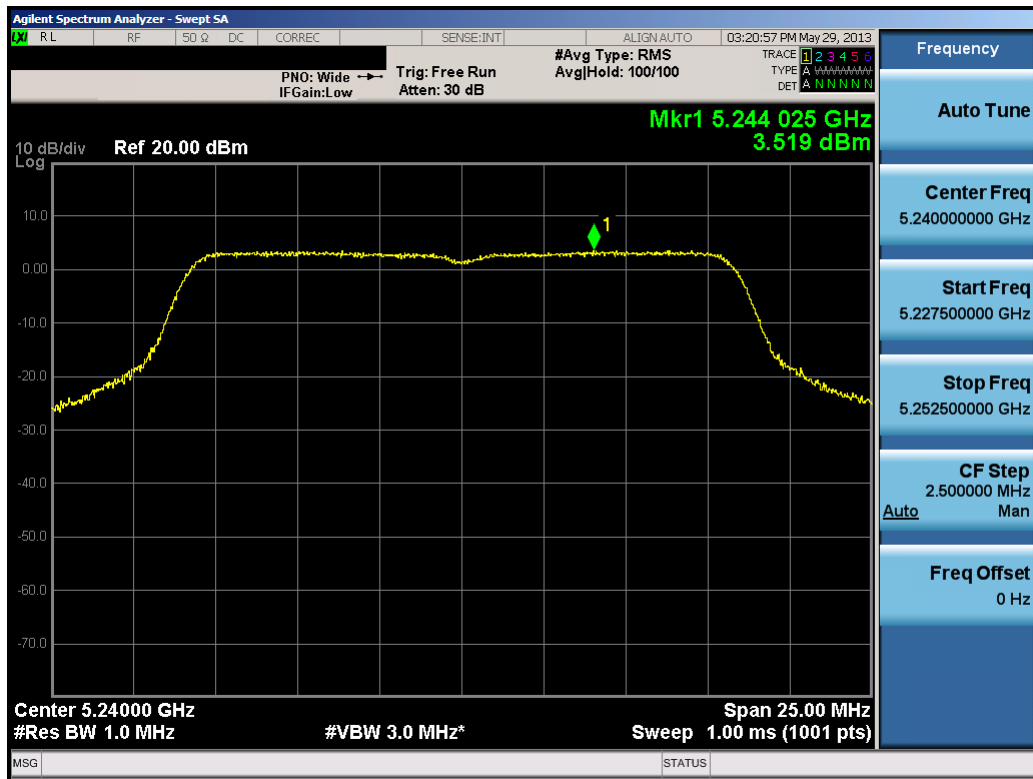 Agilent Spectrum Analyzer - Swept SA
LXI RL RF 50 Ω DC CORREC SENSE:INT ALIGN AUTO 03:20:57 PM May 29, 2013
PNO: Wide
IFGain:Low
Trig: Free Run
Atten: 30 dB
#Avg Type: RMS
Avg|Hold: 100/100
TRACE 1 2 3 4 5 6
TYPE A WWWWW
DET A N N N N N
Mkr1 5.244 025 GHz
3.519 dBm
10 dB/div Ref 20.00 dBm
Log
10.0
1
0.00
-10.0
-20.0
-30.0
-40.0
-50.0
-60.0
-70.0
Center 5.24000 GHz Span 25.00 MHz
#Res BW 1.0 MHz #VBW 3.0 MHz* Sweep 1.00 ms (1001 pts)
MSG STATUS
Frequency
Auto Tune
Center Freq
5.240000000 GHz
Start Freq
5.227500000 GHz
Stop Freq
5.252500000 GHz
CF Step
2.500000 MHz
Auto Man
Freq Offset
0 Hz